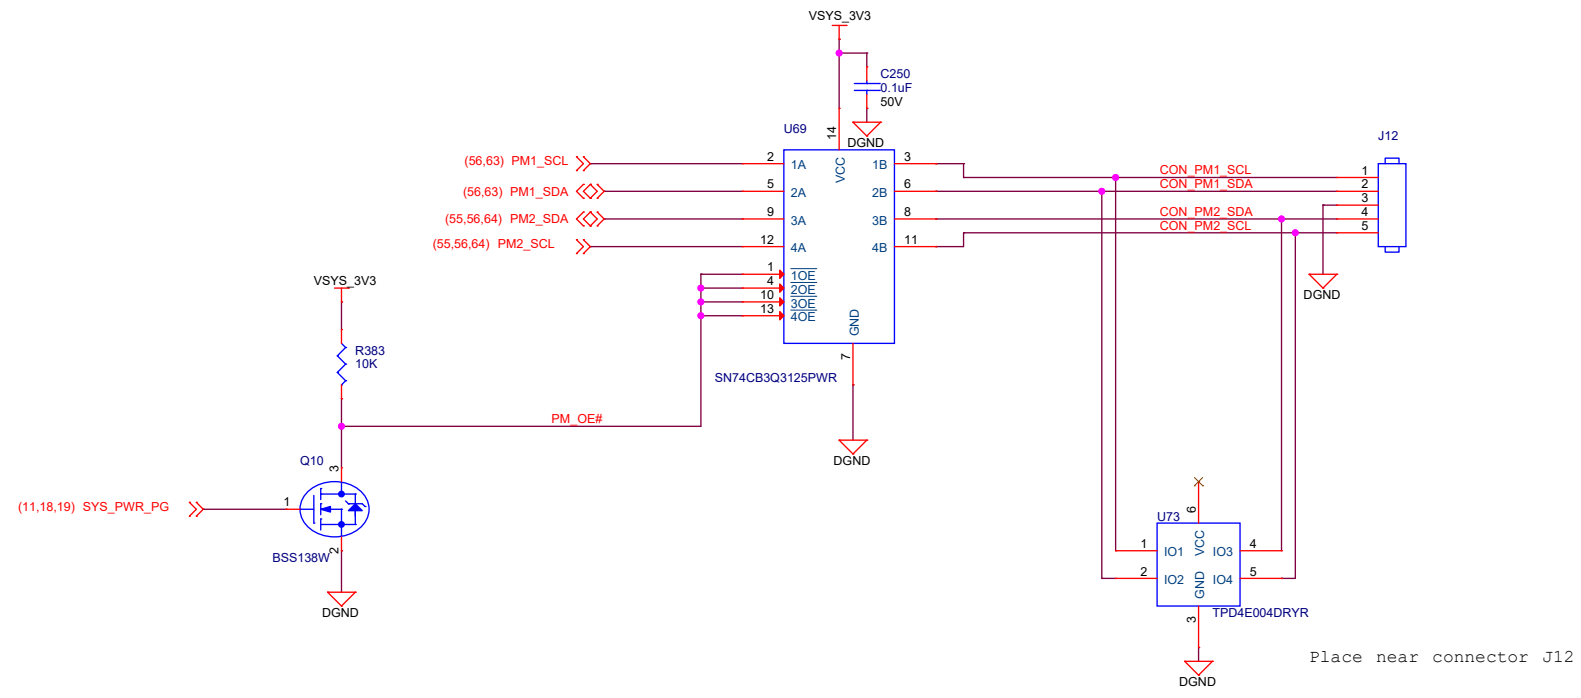 VSYS_3V3
C250
0.1uF
50V
DGND
U69
14
VCC
J12
(56,63) PM1_SCL
2
1A
1B
3
CON_PM1_SCL
1
(56,63) PM1_SDA
5
2A
2B
6
CON_PM1_SDA
2
3
(55,56,64) PM2_SDA
9
3A
3B
8
CON_PM2_SDA
4
(55,56,64) PM2_SCL
12
4A
4B
11
CON_PM2_SCL
5
1
1OE
4
2OE
10
3OE
13
4OE
GND
7
DGND
VSYS_3V3
R383
10K
SN74CB3Q3125PWR
PM_OE#
DGND
Q10
3
(11,18,19) SYS_PWR_PG
1
BSS138W
2
DGND
6
U73
VCC
1
IO1
IO3
4
2
IO2
IO4
5
GND
TPD4E004DRYR
3
DGND
Place near connector J12